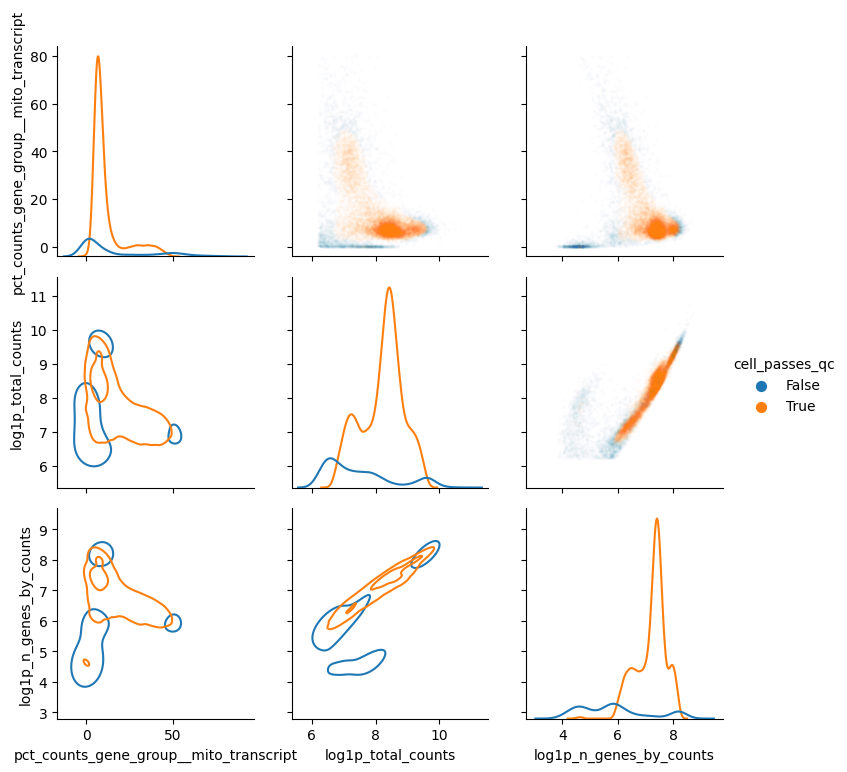 pct_counts_gene_group__mito_transcript
80
60
40
20
0
log1p_total_counts
11
10
9
8
7
6
cell_passes_qc
False
True
log1p_n_genes_by_counts
9
8
7
6
5
4
3
0 50
6 8 10
4 6 8
pct_counts_gene_group__mito_transcript
log1p_total_counts
log1p_n_genes_by_counts